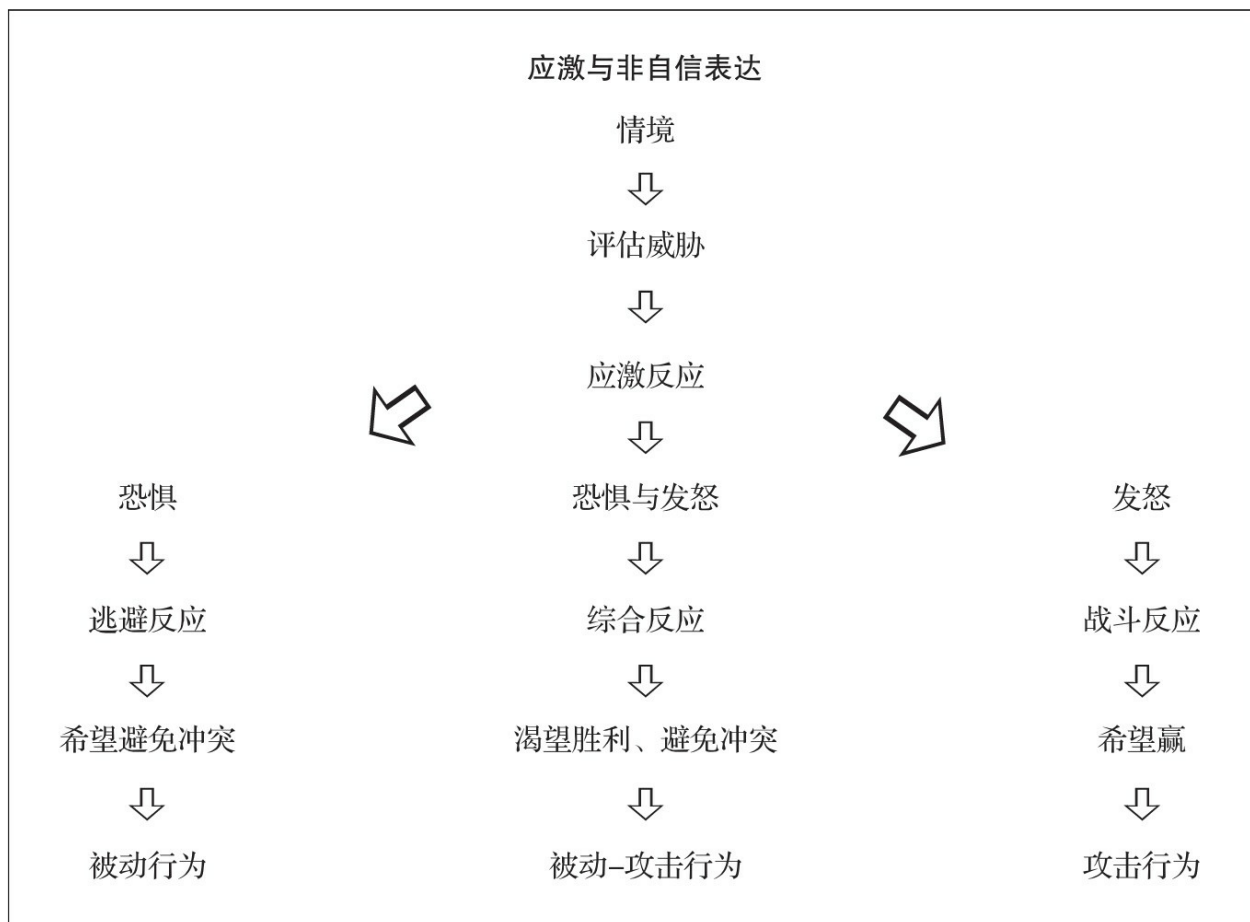 应激与非自信表达
情境
评估威胁
应激反应
恐惧 恐惧与发怒 发怒
逃避反应 综合反应 战斗反应
希望避免冲突 渴望胜利、避免冲突 希望赢
被动行为 被动–攻击行为 攻击行为